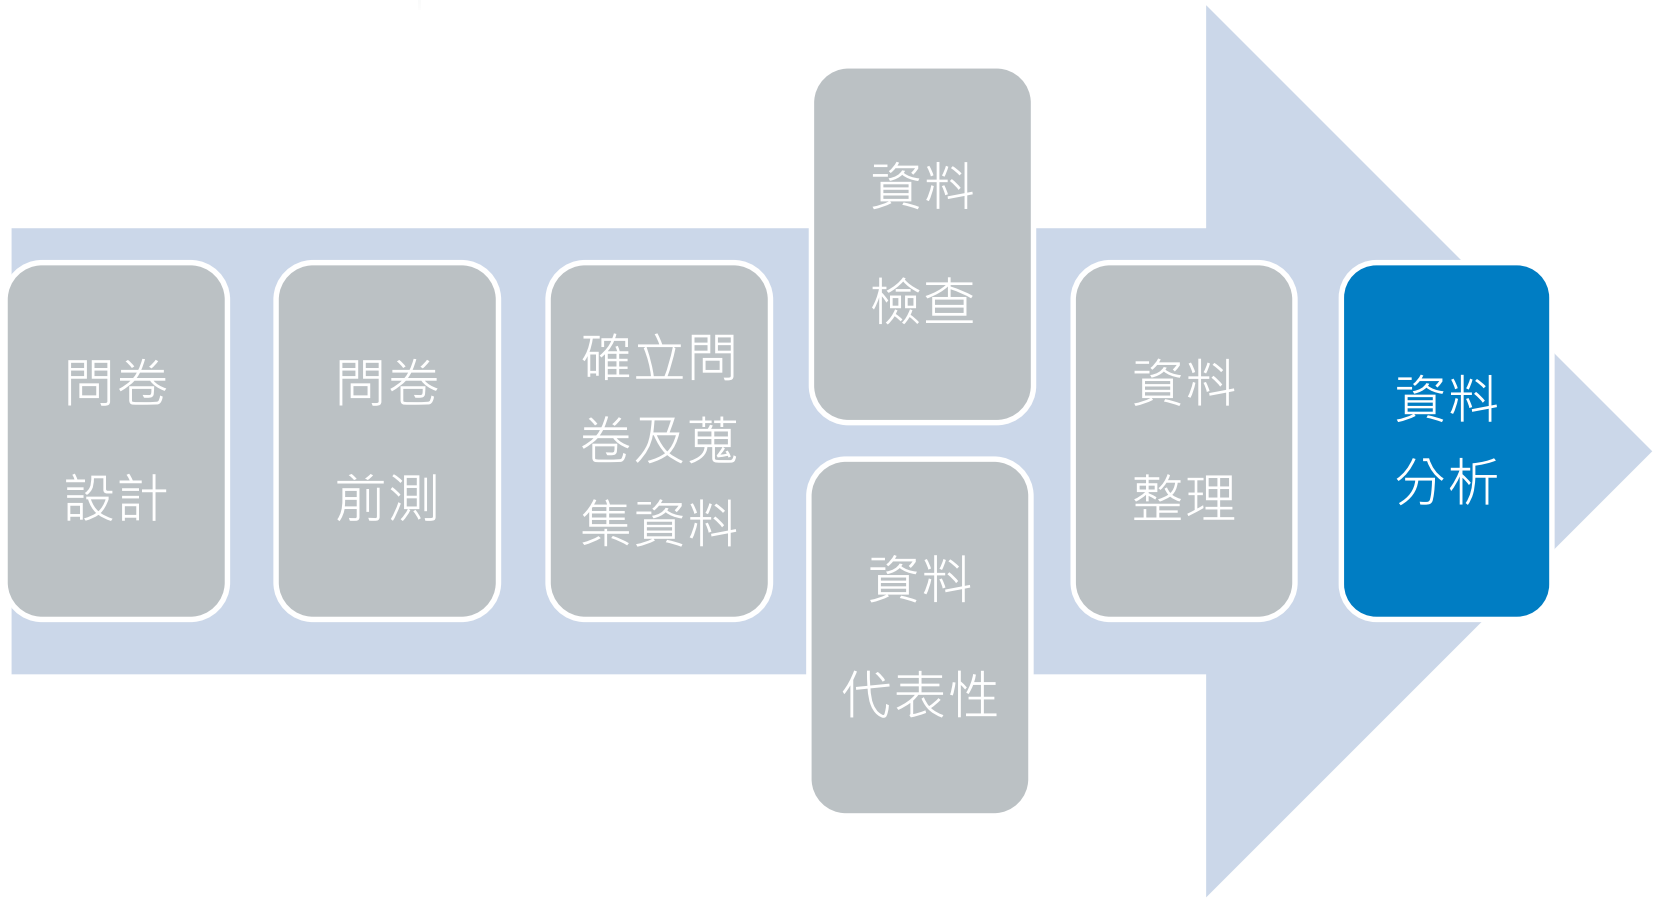 問卷
設計
問卷
前測
確立問
卷及蒐
集資料
資料
檢查
資料
代表性
資料
整理
資料
分析